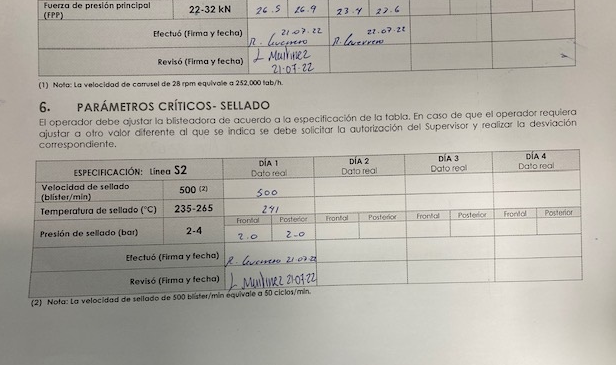 Fuerza de presión principal (FPP) 22-32 kN 26.5 26.9 23.4 22.6
Efectuó (Firma y fecha) R. Guerrero 21-07-22 R. Guerrero 22-07-22
Revisó (Firma y fecha) L Martinez 21-07-22
(1) Nota: La velocidad de carrusel de 28 rpm equivale a 252,000 tab/h.
6. PARÁMETROS CRÍTICOS- SELLADO
El operador debe ajustar la blisteadora de acuerdo a la especificación de la tabla. En caso de que el operador requiera
ajustar a otro valor diferente al que se indica se debe solicitar la autorización del Supervisor y realizar la desviación
correspondiente.
ESPECIFICACIÓN: Línea S2 DÍA 1 Dato real DÍA 2 Dato real DÍA 3 Dato real DÍA 4 Dato real
Velocidad de sellado (blíster/min) 500 (2) 500
Temperatura de sellado (°C) 235-265 241
Frontal Posterior Frontal Posterior Frontal Posterior Frontal Posterior
Presión de sellado (bar) 2-4 2.0 2.0
Efectuó (Firma y fecha) R. Guerrero 21-07-22
Revisó (Firma y fecha) L Martinez 21-07-22
(2) Nota: La velocidad de sellado de 500 blíster/min equivale a 50 ciclos/min.